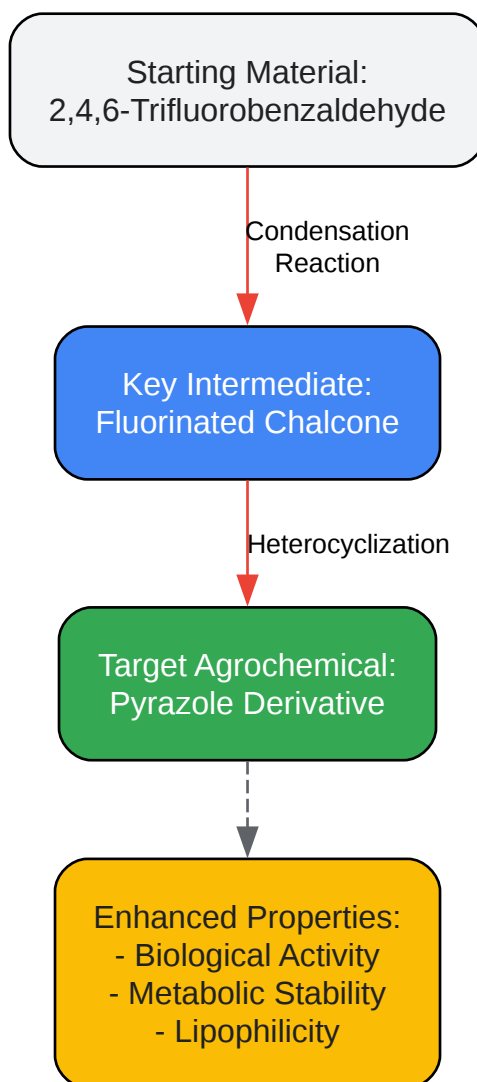 Starting Material:
2,4,6-Trifluorobenzaldehyde
Condensation
Reaction
Key Intermediate:
Fluorinated Chalcone
Heterocyclization
Target Agrochemical:
Pyrazole Derivative
Enhanced Properties:
- Biological Activity
- Metabolic Stability
- Lipophilicity